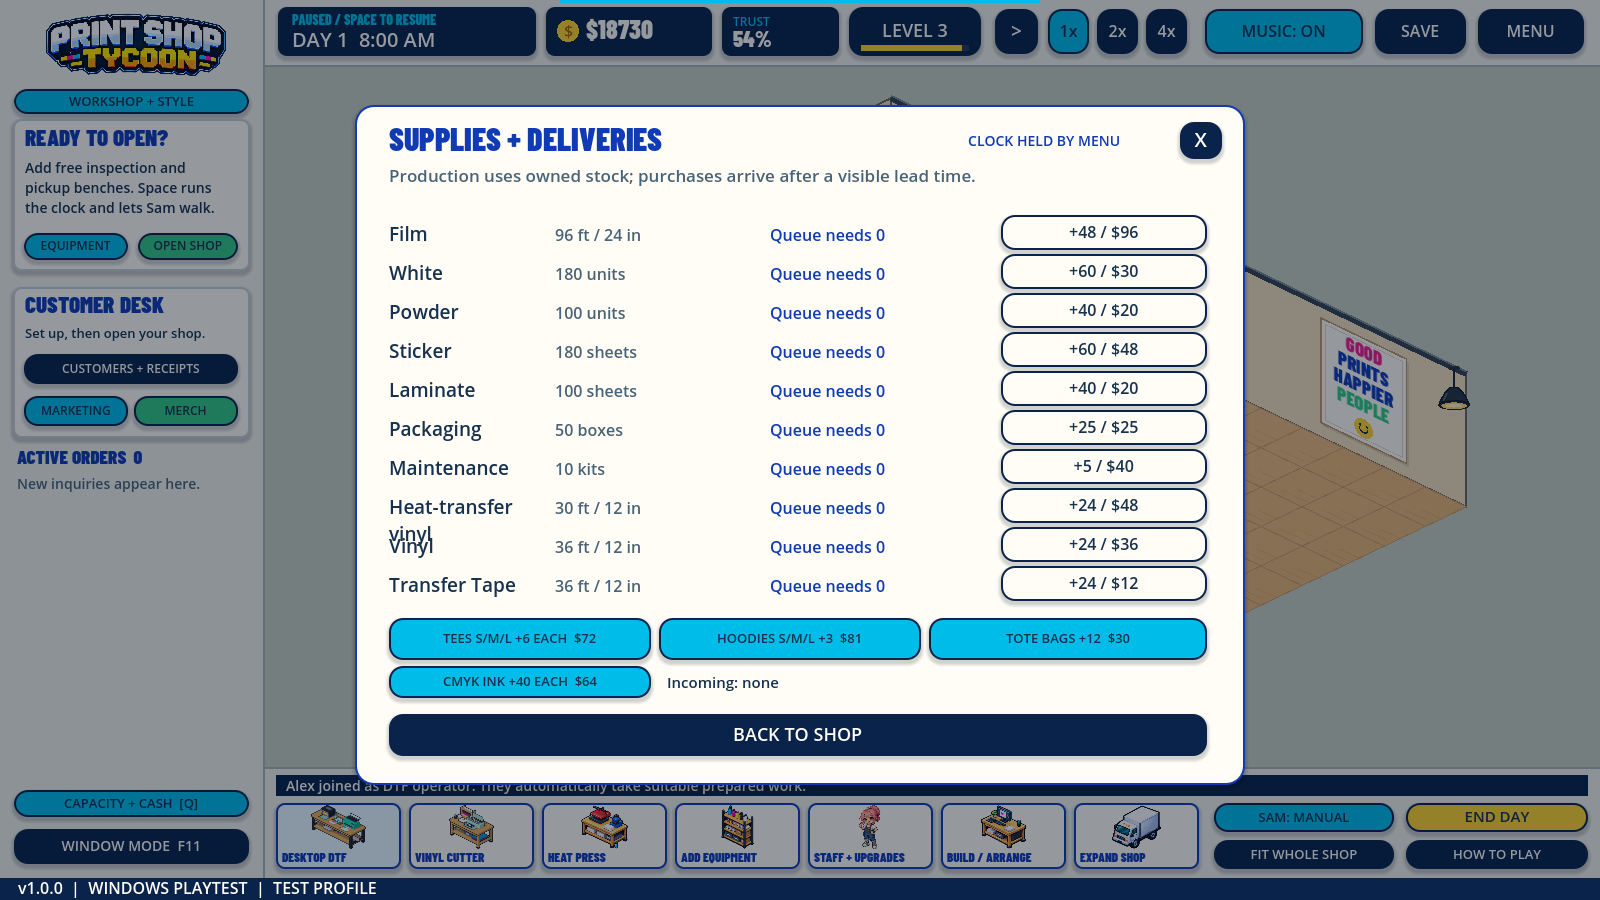 PRINT SHOP
TYCOON
PAUSED / SPACE TO RESUME
DAY 1 8:00 AM
$ $18730
TRUST
54%
LEVEL 3
>
1x
2x
4x
MUSIC: ON
SAVE
MENU
WORKSHOP + STYLE
READY TO OPEN?
Add free inspection and
pickup benches. Space runs
the clock and lets Sam walk.
EQUIPMENT
OPEN SHOP
CUSTOMER DESK
Set up, then open your shop.
CUSTOMERS + RECEIPTS
MARKETING
MERCH
ACTIVE ORDERS 0
New inquiries appear here.
CAPACITY + CASH [Q]
WINDOW MODE F11
SUPPLIES + DELIVERIES
CLOCK HELD BY MENU
X
Production uses owned stock; purchases arrive after a visible lead time.
Film 96 ft / 24 in Queue needs 0 +48 / $96
White 180 units Queue needs 0 +60 / $30
Powder 100 units Queue needs 0 +40 / $20
Sticker 180 sheets Queue needs 0 +60 / $48
Laminate 100 sheets Queue needs 0 +40 / $20
Packaging 50 boxes Queue needs 0 +25 / $25
Maintenance 10 kits Queue needs 0 +5 / $40
Heat-transfer 30 ft / 12 in Queue needs 0 +24 / $48
vinyl
Vinyl 36 ft / 12 in Queue needs 0 +24 / $36
Transfer Tape 36 ft / 12 in Queue needs 0 +24 / $12
TEES S/M/L +6 EACH $72
HOODIES S/M/L +3 $81
TOTE BAGS +12 $30
CMYK INK +40 EACH $64
Incoming: none
BACK TO SHOP
GOOD
PRINTS
HAPPIER
PEOPLE
Alex joined as DTF operator. They automatically take suitable prepared work.
DESKTOP DTF
VINYL CUTTER
HEAT PRESS
ADD EQUIPMENT
STAFF + UPGRADES
BUILD / ARRANGE
EXPAND SHOP
SAM: MANUAL
END DAY
FIT WHOLE SHOP
HOW TO PLAY
v1.0.0 | WINDOWS PLAYTEST | TEST PROFILE